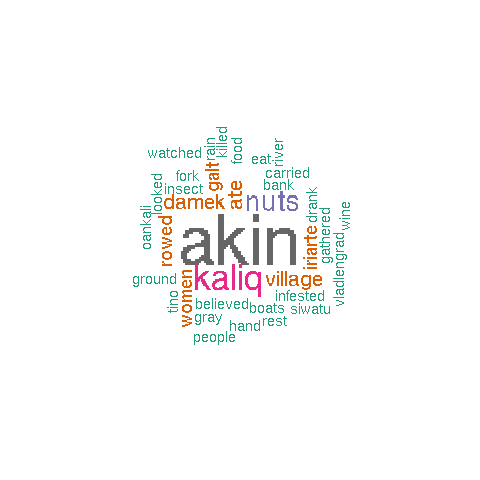 killed
rain
river
food
watched
eat
galt
carried
fork
bank
insect
ate
looked
damek
nuts
drank
wine
oankali
rowed
gathered
akin
iriarte
vladlengrad
ground
women
kaliq
village
tino
infested
believed
boats
siwatu
gray
hand
rest
people